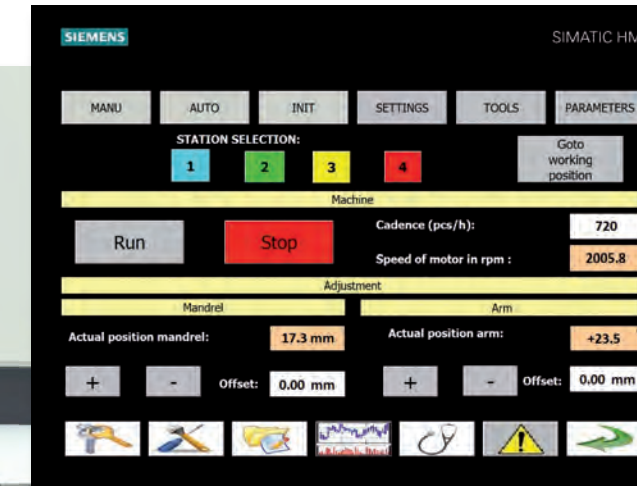 SIEMENS
SIMATIC HM
MANU AUTO INIT SETTINGS TOOLS PARAMETERS
STATION SELECTION:
1 2 3 4
Goto
working
position
Machine
Run Stop
Cadence (pcs/h): 720
Speed of motor in rpm : 2005.8
Adjustment
Mandrel Arm
Actual position mandrel: 17.3 mm Actual position arm: +23.5
+ - Offset: 0.00 mm + - Offset: 0.00 mm